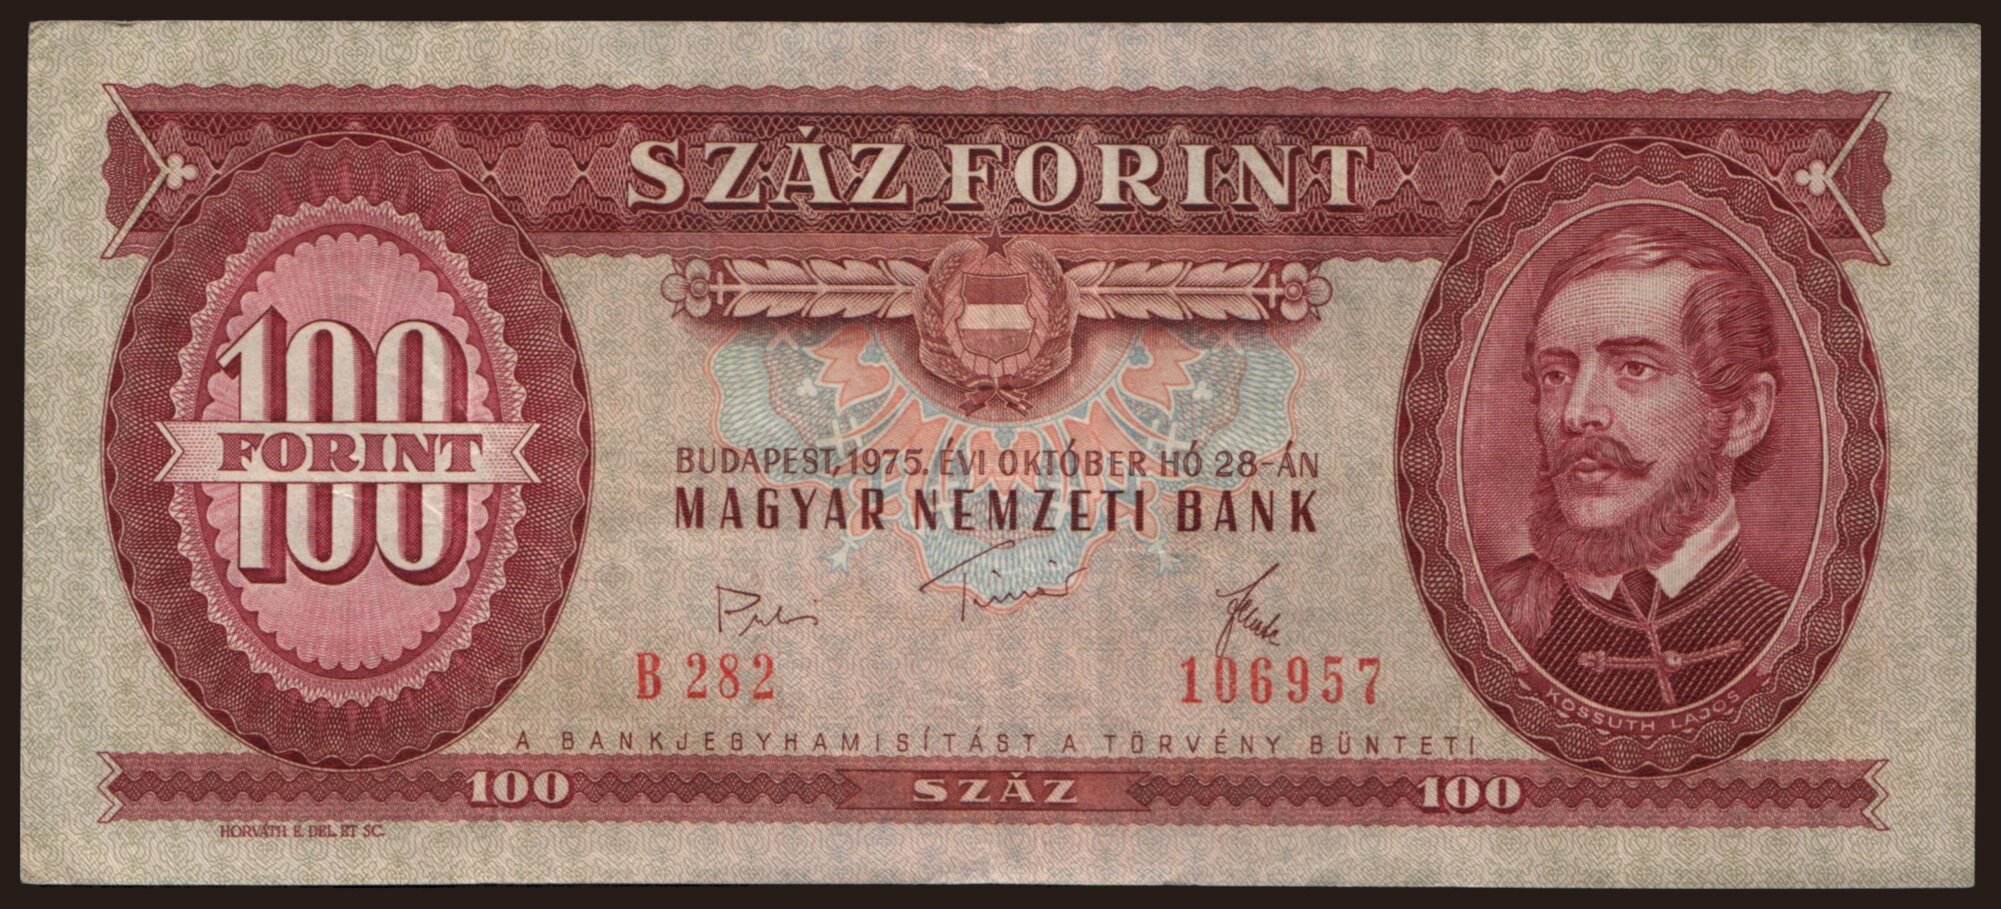 SZÁZ FORINT
100
FORINT
BUDAPEST, 1975. ÉVI OKTÓBER HÓ 28-ÁN
MAGYAR NEMZETI BANK
B 282
106957
KOSSUTH LAJOS
A BANKJEGYHAMISÍTÁST A TÖRVÉNY BÜNTETI
100
SZÁZ
100
HORVÁTH E. DEL. ET SC.